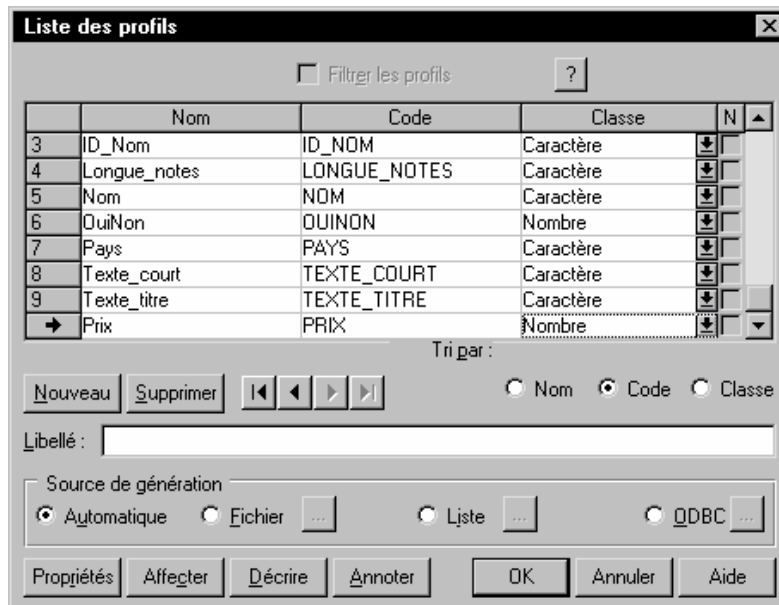 Liste des profils
Filtrer les profils ?
Nom Code Classe N
3 ID_Nom ID_NOM Caractère
4 Longue_notes LONGUE_NOTES Caractère
5 Nom NOM Caractère
6 OuiNon OUINON Nombre
7 Pays PAYS Caractère
8 Texte_court TEXTE_COURT Caractère
9 Texte_titre TEXTE_TITRE Caractère
Prix PRIX Nombre
Tri par :
Nouveau Supprimer Nom Code Classe
Libellé :
Source de génération
Automatique Fichier ... Liste ... ODBC ...
Propriétés Affecter Décrire Annoter OK Annuler Aide